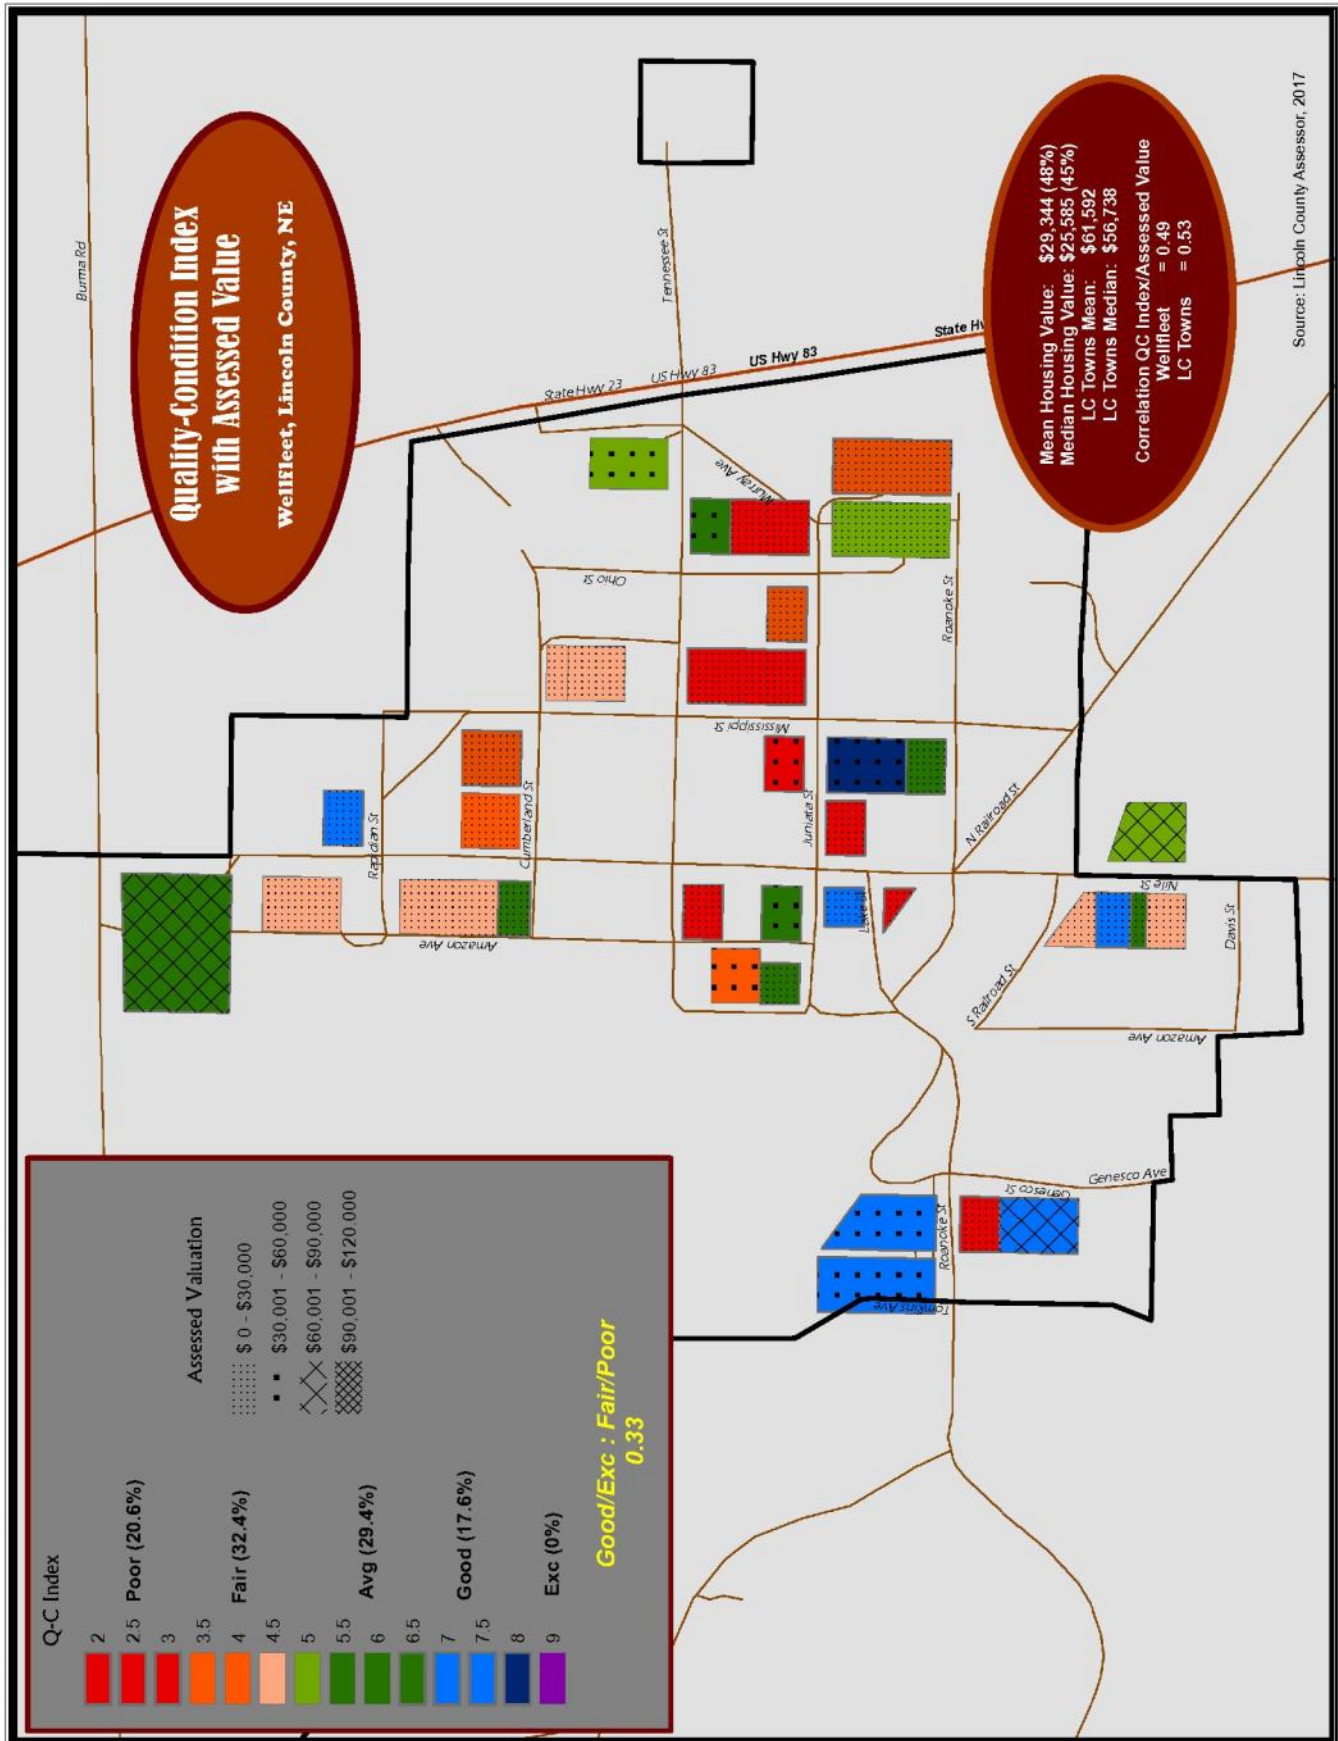 Quality-Condition Index
with Assessed Value
Wellfleet, Lincoln County, NE
Q-C Index
2
2.5
3
3.5
4
4.5
5
5.5
6
6.5
7
7.5
8
9
Poor (20.6%)
Fair (32.4%)
Avg (29.4%)
Good (17.6%)
Exc (0%)
Assessed Valuation
$ 0 - $30,000
$30,001 - $60,000
$60,001 - $90,000
$90,001 - $120.000
Good/Exc : Fair/Poor
0.33
Burma Rd
Tennessee St
State Hwy 23
US Hwy 83
US Hwy 83
State Hw
Murray Ave
Ohio St
Roanoke St
Mississippi St
Rapidian St
Cumberland St
Juniata St
N Railroad St
Amazon Ave
Lake St
Nile St
S Railroad St
Davis St
Amazon Ave
Genesco Ave
Genesco St
Roanoke St
Tomkins Ave
Mean Housing Value: $29,344 (48%)
Median Housing Value: $25,585 (45%)
LC Towns Mean: $61,592
LC Towns Median: $56,738
Correlation QC Index/Assessed Value
Wellfleet = 0.49
LC Towns = 0.53
Source: Lincoln County Assessor, 2017